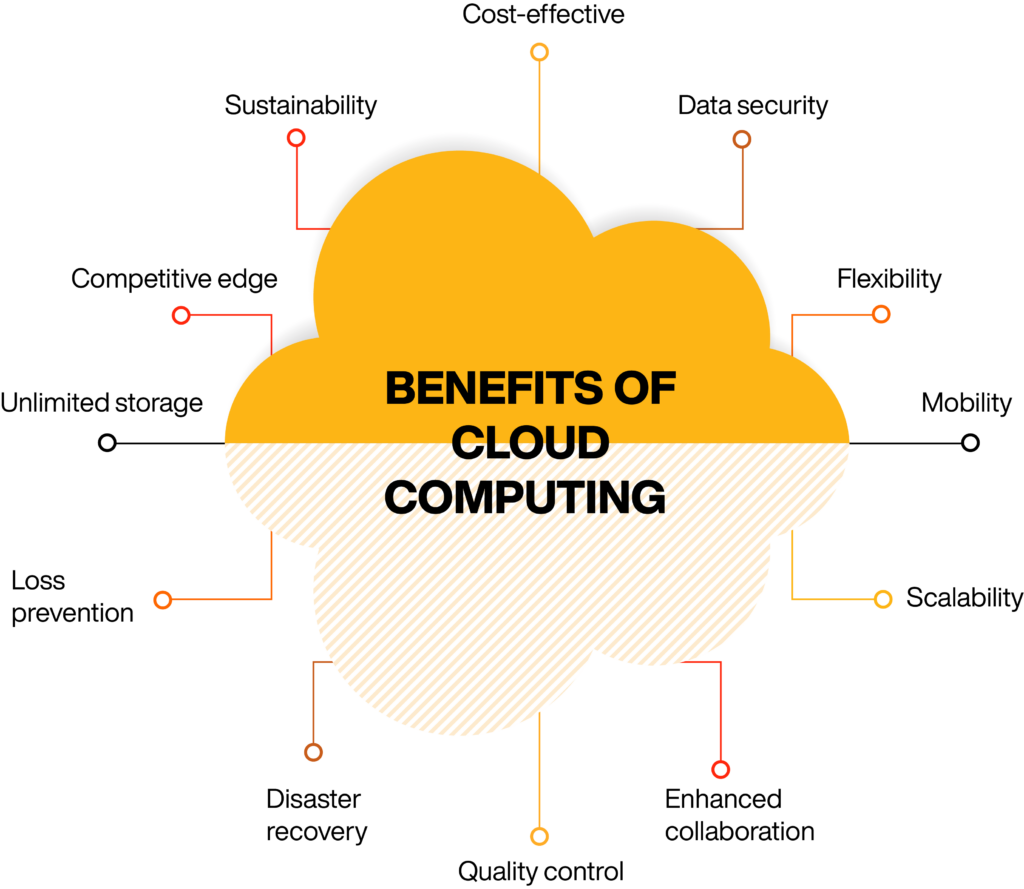 Cost-effective
Sustainability
Data security
Competitive edge
Flexibility
Unlimited storage
Mobility
BENEFITS OF
CLOUD
COMPUTING
Loss
prevention
Scalability
Disaster
recovery
Enhanced
collaboration
Quality control